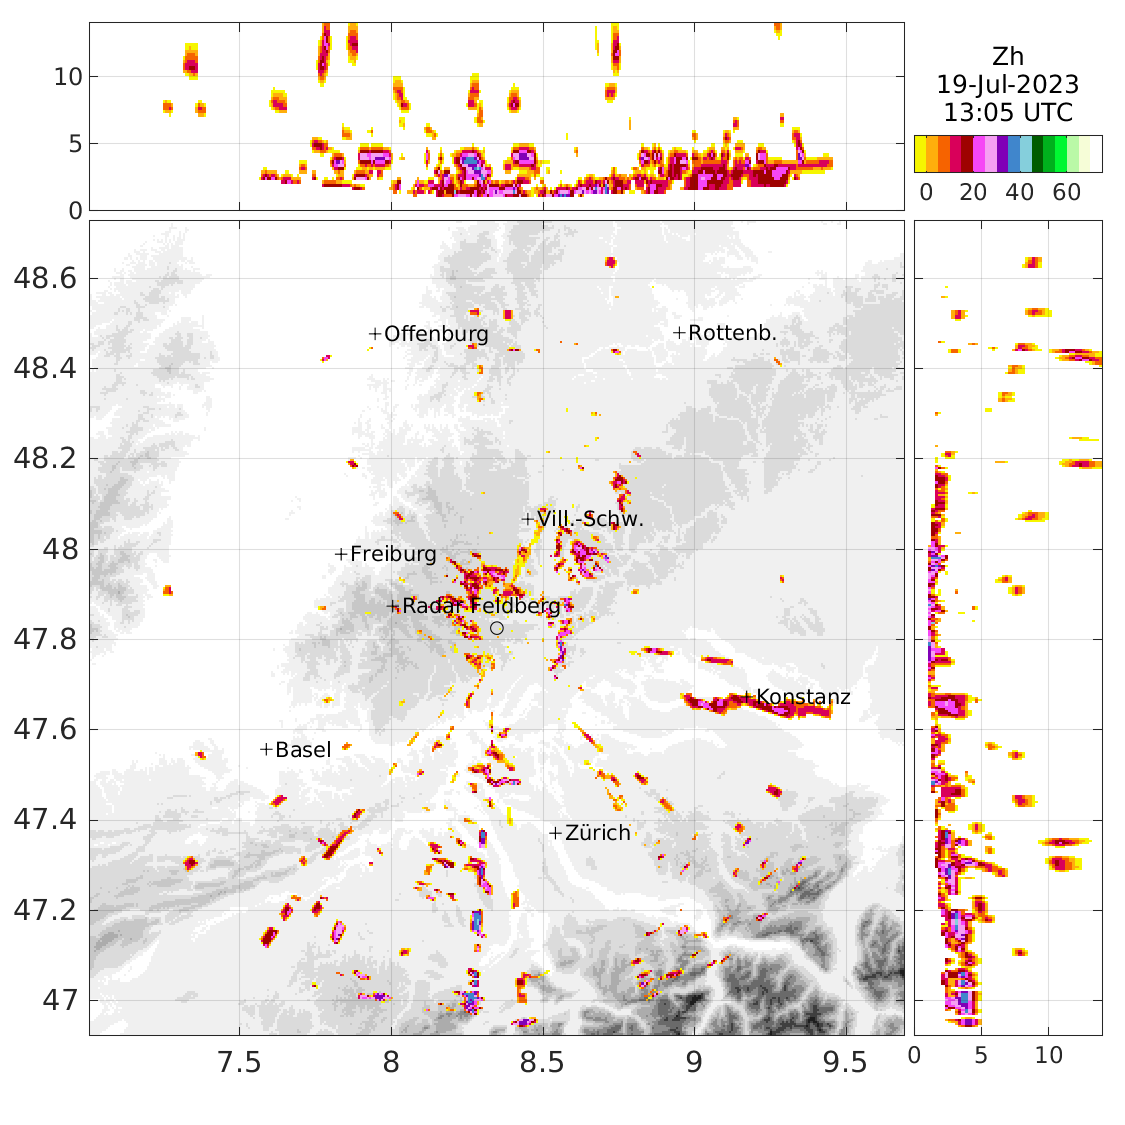 Zh
19-Jul-2023
13:05 UTC
10
5
0
0 20 40 60
48.6
48.4
48.2
48
47.8
47.6
47.4
47.2
47
+Offenburg
+Rottenb.
+Vill.-Schw.
+Freiburg
+Radar Feldberg
+Konstanz
+Basel
+Zürich
7.5 8 8.5 9 9.5
0 5 10